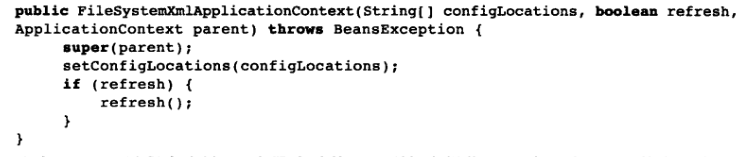 public FileSystemXmlApplicationContext(String[] configLocations, boolean refresh,
ApplicationContext parent) throws BeansException {
super(parent);
setConfigLocations(configLocations);
if (refresh) {
refresh();
}
}